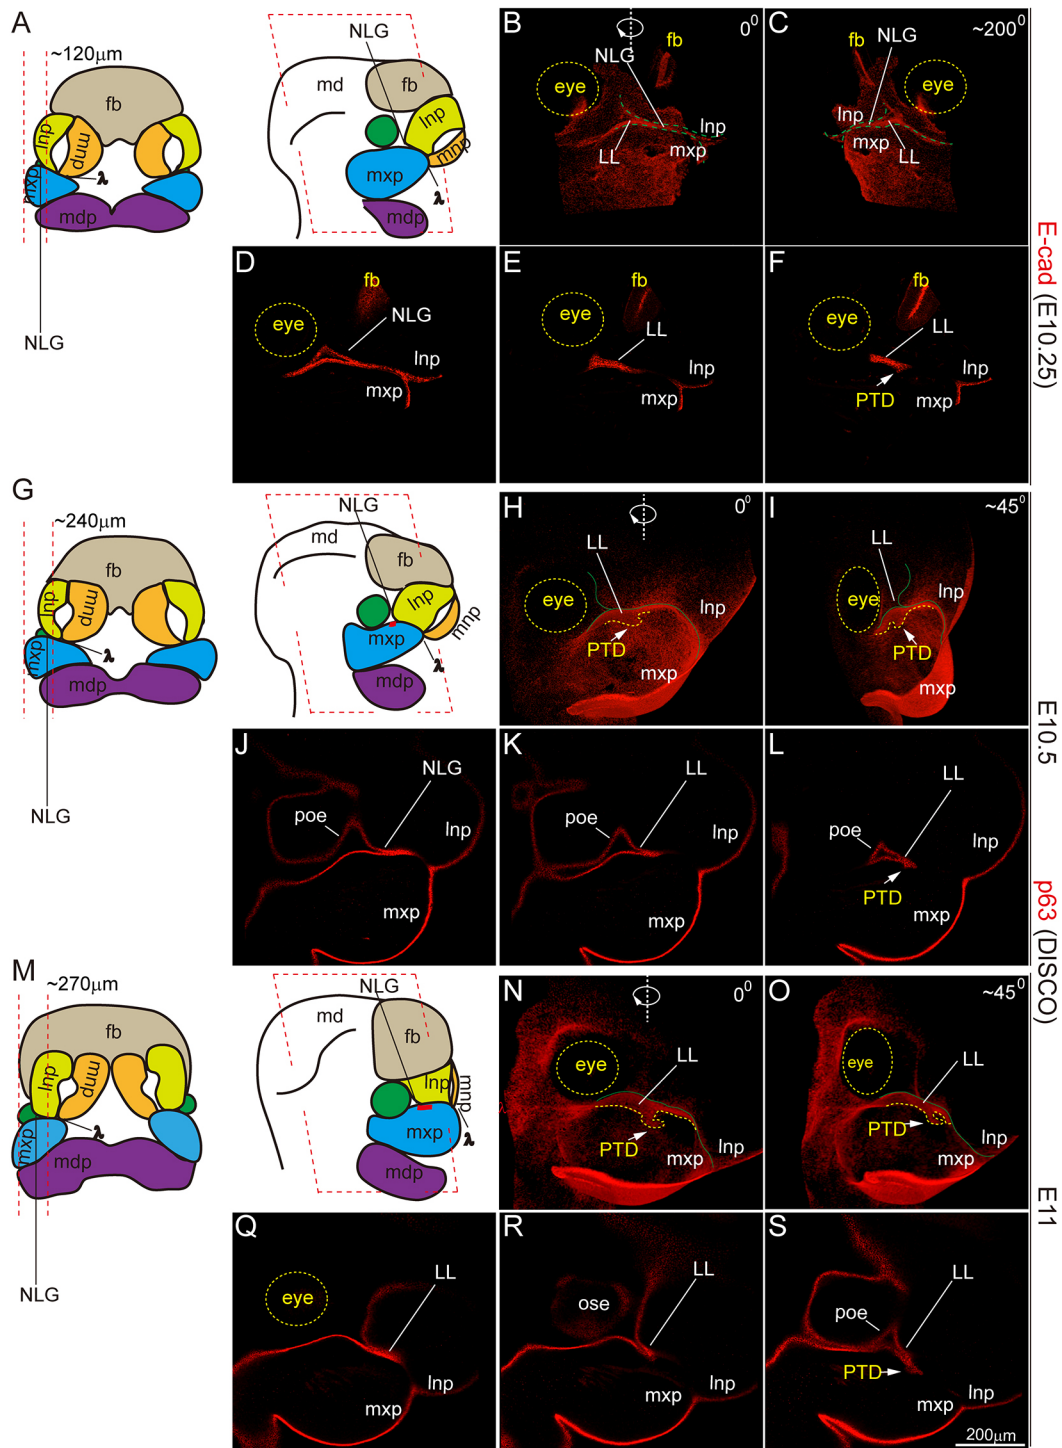 A
~120μm
fb
lnp
mnp
mxp
λ
mdp
NLG
NLG
md
fb
lnp
mnp
mxp
λ
mdp
B
0⁰
fb
NLG
eye
lnp
LL
mxp
C
~200⁰
NLG
fb
eye
lnp
mxp
LL
D
fb
eye
NLG
lnp
mxp
E
fb
eye
LL
lnp
mxp
F
fb
eye
LL
lnp
PTD
mxp
E-cad (E10.25)
G
~240μm
fb
lnp
mnp
mxp
λ
mdp
NLG
NLG
md
fb
lnp
mnp
mxp
λ
mdp
H
0⁰
LL
eye
lnp
PTD
mxp
I
~45⁰
LL
eye
lnp
PTD
mxp
J
NLG
poe
lnp
mxp
K
LL
poe
lnp
mxp
L
LL
poe
lnp
PTD
mxp
E10.5
p63 (DISCO)
M
~270μm
fb
lnp
mnp
mxp
λ
mdp
NLG
NLG
md
fb
lnp
mnp
mxp
λ
mdp
N
0⁰
LL
eye
PTD
lnp
mxp
O
~45⁰
LL
eye
PTD
lnp
mxp
Q
LL
eye
lnp
mxp
R
LL
ose
lnp
mxp
S
LL
poe
PTD
lnp
mxp
200μm
E11